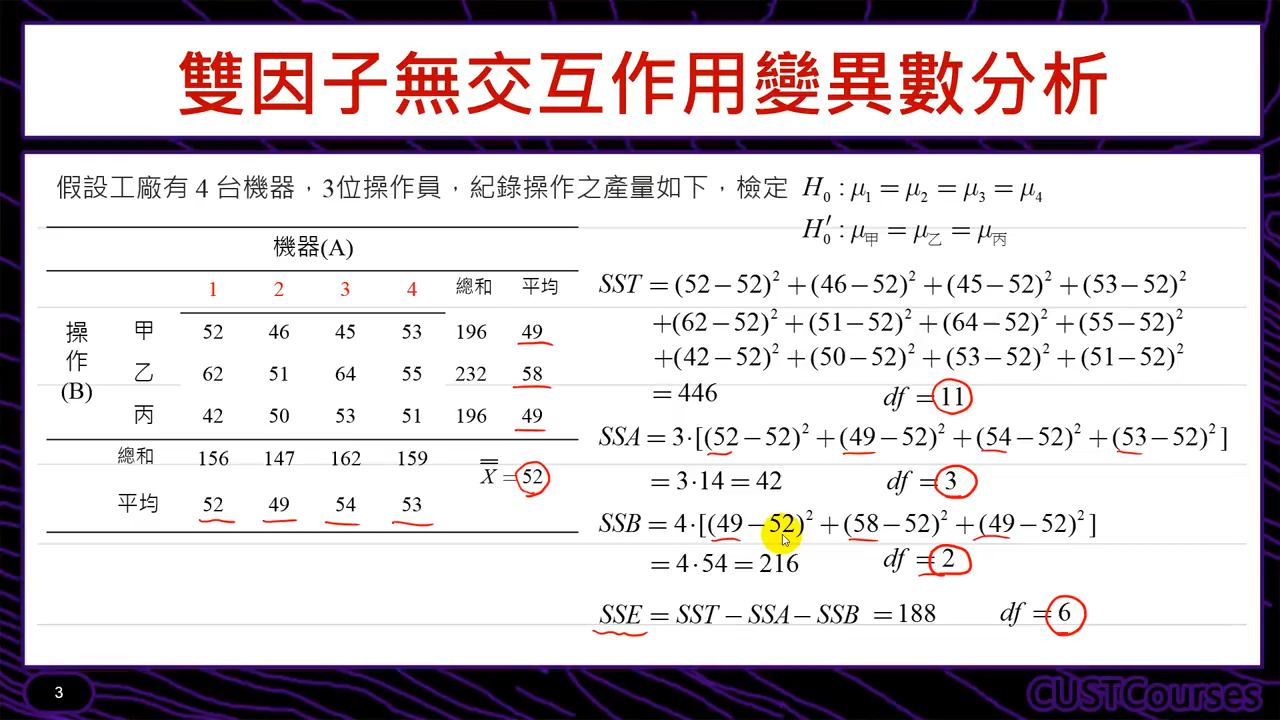 雙因子無交互作用變異數分析
假設工廠有 4 台機器，3位操作員，紀錄操作之產量如下，檢定 H₀ : μ₁ = μ₂ = μ₃ = μ₄
H₀′ : μ甲 = μ乙 = μ丙
機器(A)
1 2 3 4 總和 平均
操作(B)
甲 52 46 45 53 196 49
乙 62 51 64 55 232 58
丙 42 50 53 51 196 49
總和 156 147 162 159
平均 52 49 54 53
X̿ = 52
SST = (52−52)² + (46−52)² + (45−52)² + (53−52)²
+(62−52)² + (51−52)² + (64−52)² + (55−52)²
+(42−52)² + (50−52)² + (53−52)² + (51−52)²
= 446 df = 11
SSA = 3·[(52−52)² + (49−52)² + (54−52)² + (53−52)²]
= 3·14 = 42 df = 3
SSB = 4·[(49−52)² + (58−52)² + (49−52)²]
= 4·54 = 216 df = 2
SSE = SST − SSA − SSB = 188 df = 6
3
CUSTCourses